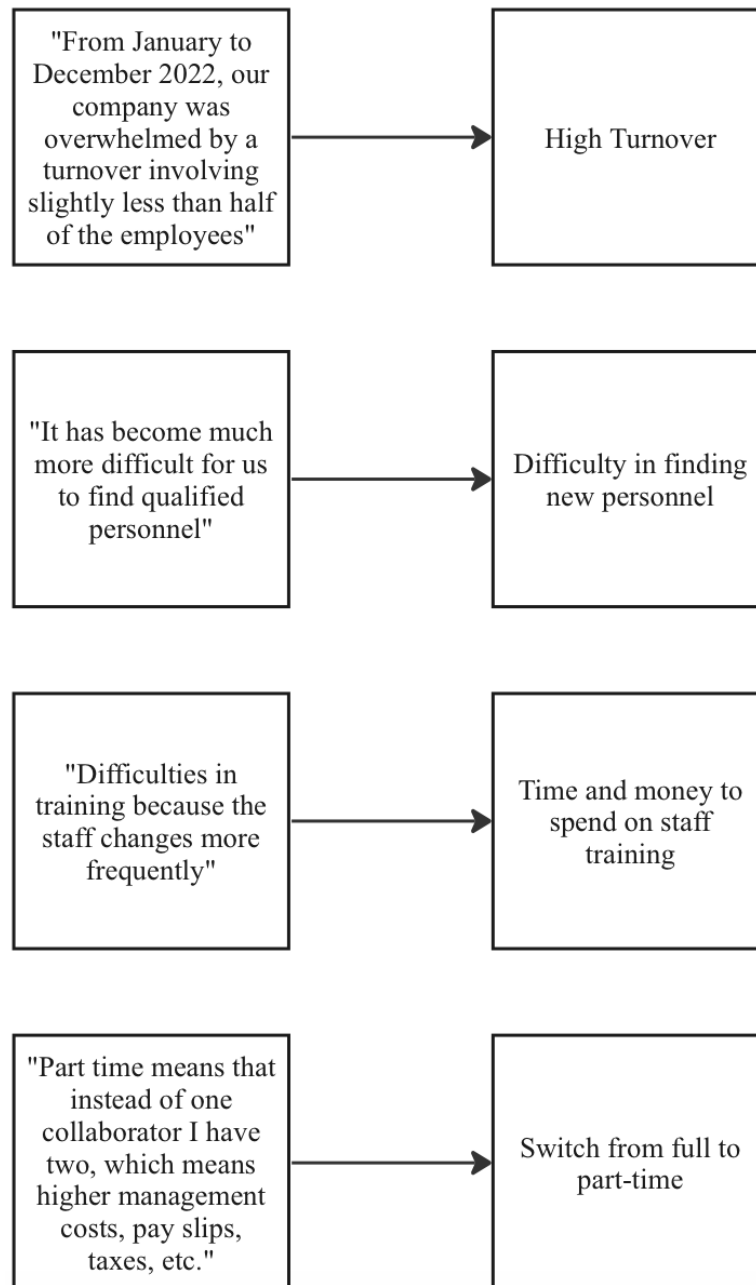 "From January to
December 2022, our
company was
overwhelmed by a
turnover involving
slightly less than half
of the employees"
High Turnover
"It has become much
more difficult for us
to find qualified
personnel"
Difficulty in finding
new personnel
"Difficulties in
training because the
staff changes more
frequently"
Time and money to
spend on staff
training
"Part time means that
instead of one
collaborator I have
two, which means
higher management
costs, pay slips,
taxes, etc."
Switch from full to
part-time